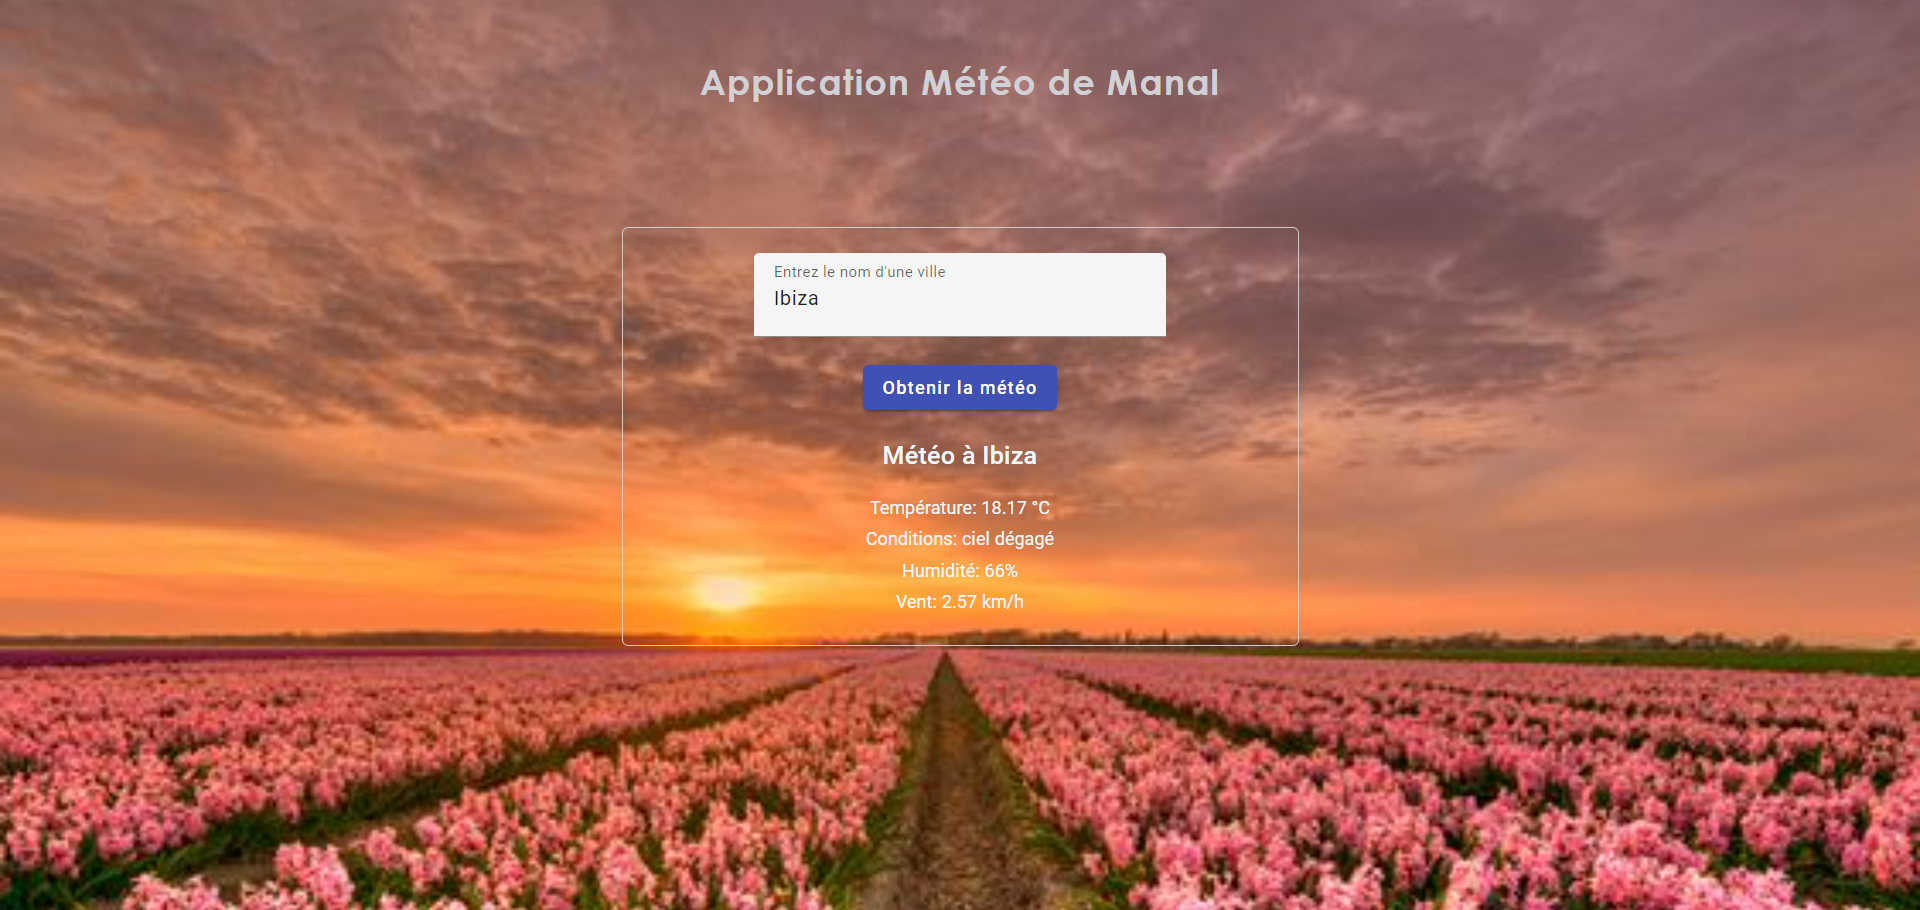 Application Météo de Manal
Entrez le nom d'une ville
Ibiza
Obtenir la météo
Météo à Ibiza
Température: 18.17 °C
Conditions: ciel dégagé
Humidité: 66%
Vent: 2.57 km/h